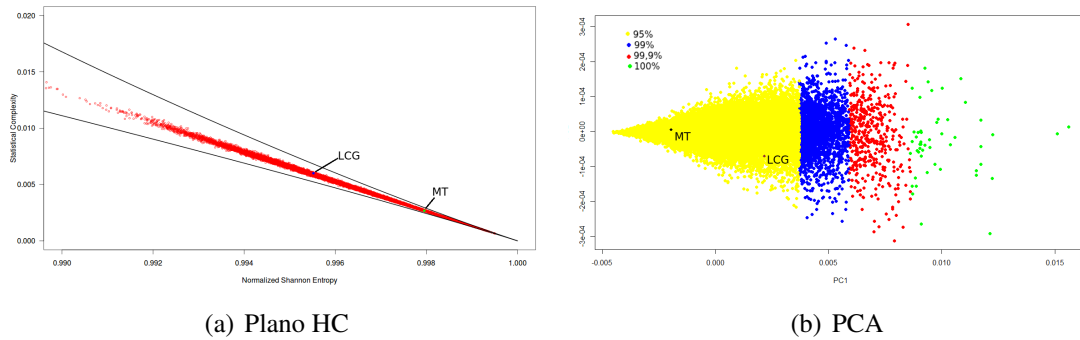 0.020
0.015
0.010
0.005
0.000
Statistical Complexity
LCG
MT
0.990
0.992
0.994
0.996
0.998
1.000
Normalized Shannon Entropy
(a) Plano HC
3e-04
2e-04
1e-04
0e+00
-1e-04
-2e-04
-3e-04
95%
99%
99,9%
100%
MT
LCG
-0.005
0.000
0.005
0.010
0.015
PC1
(b) PCA